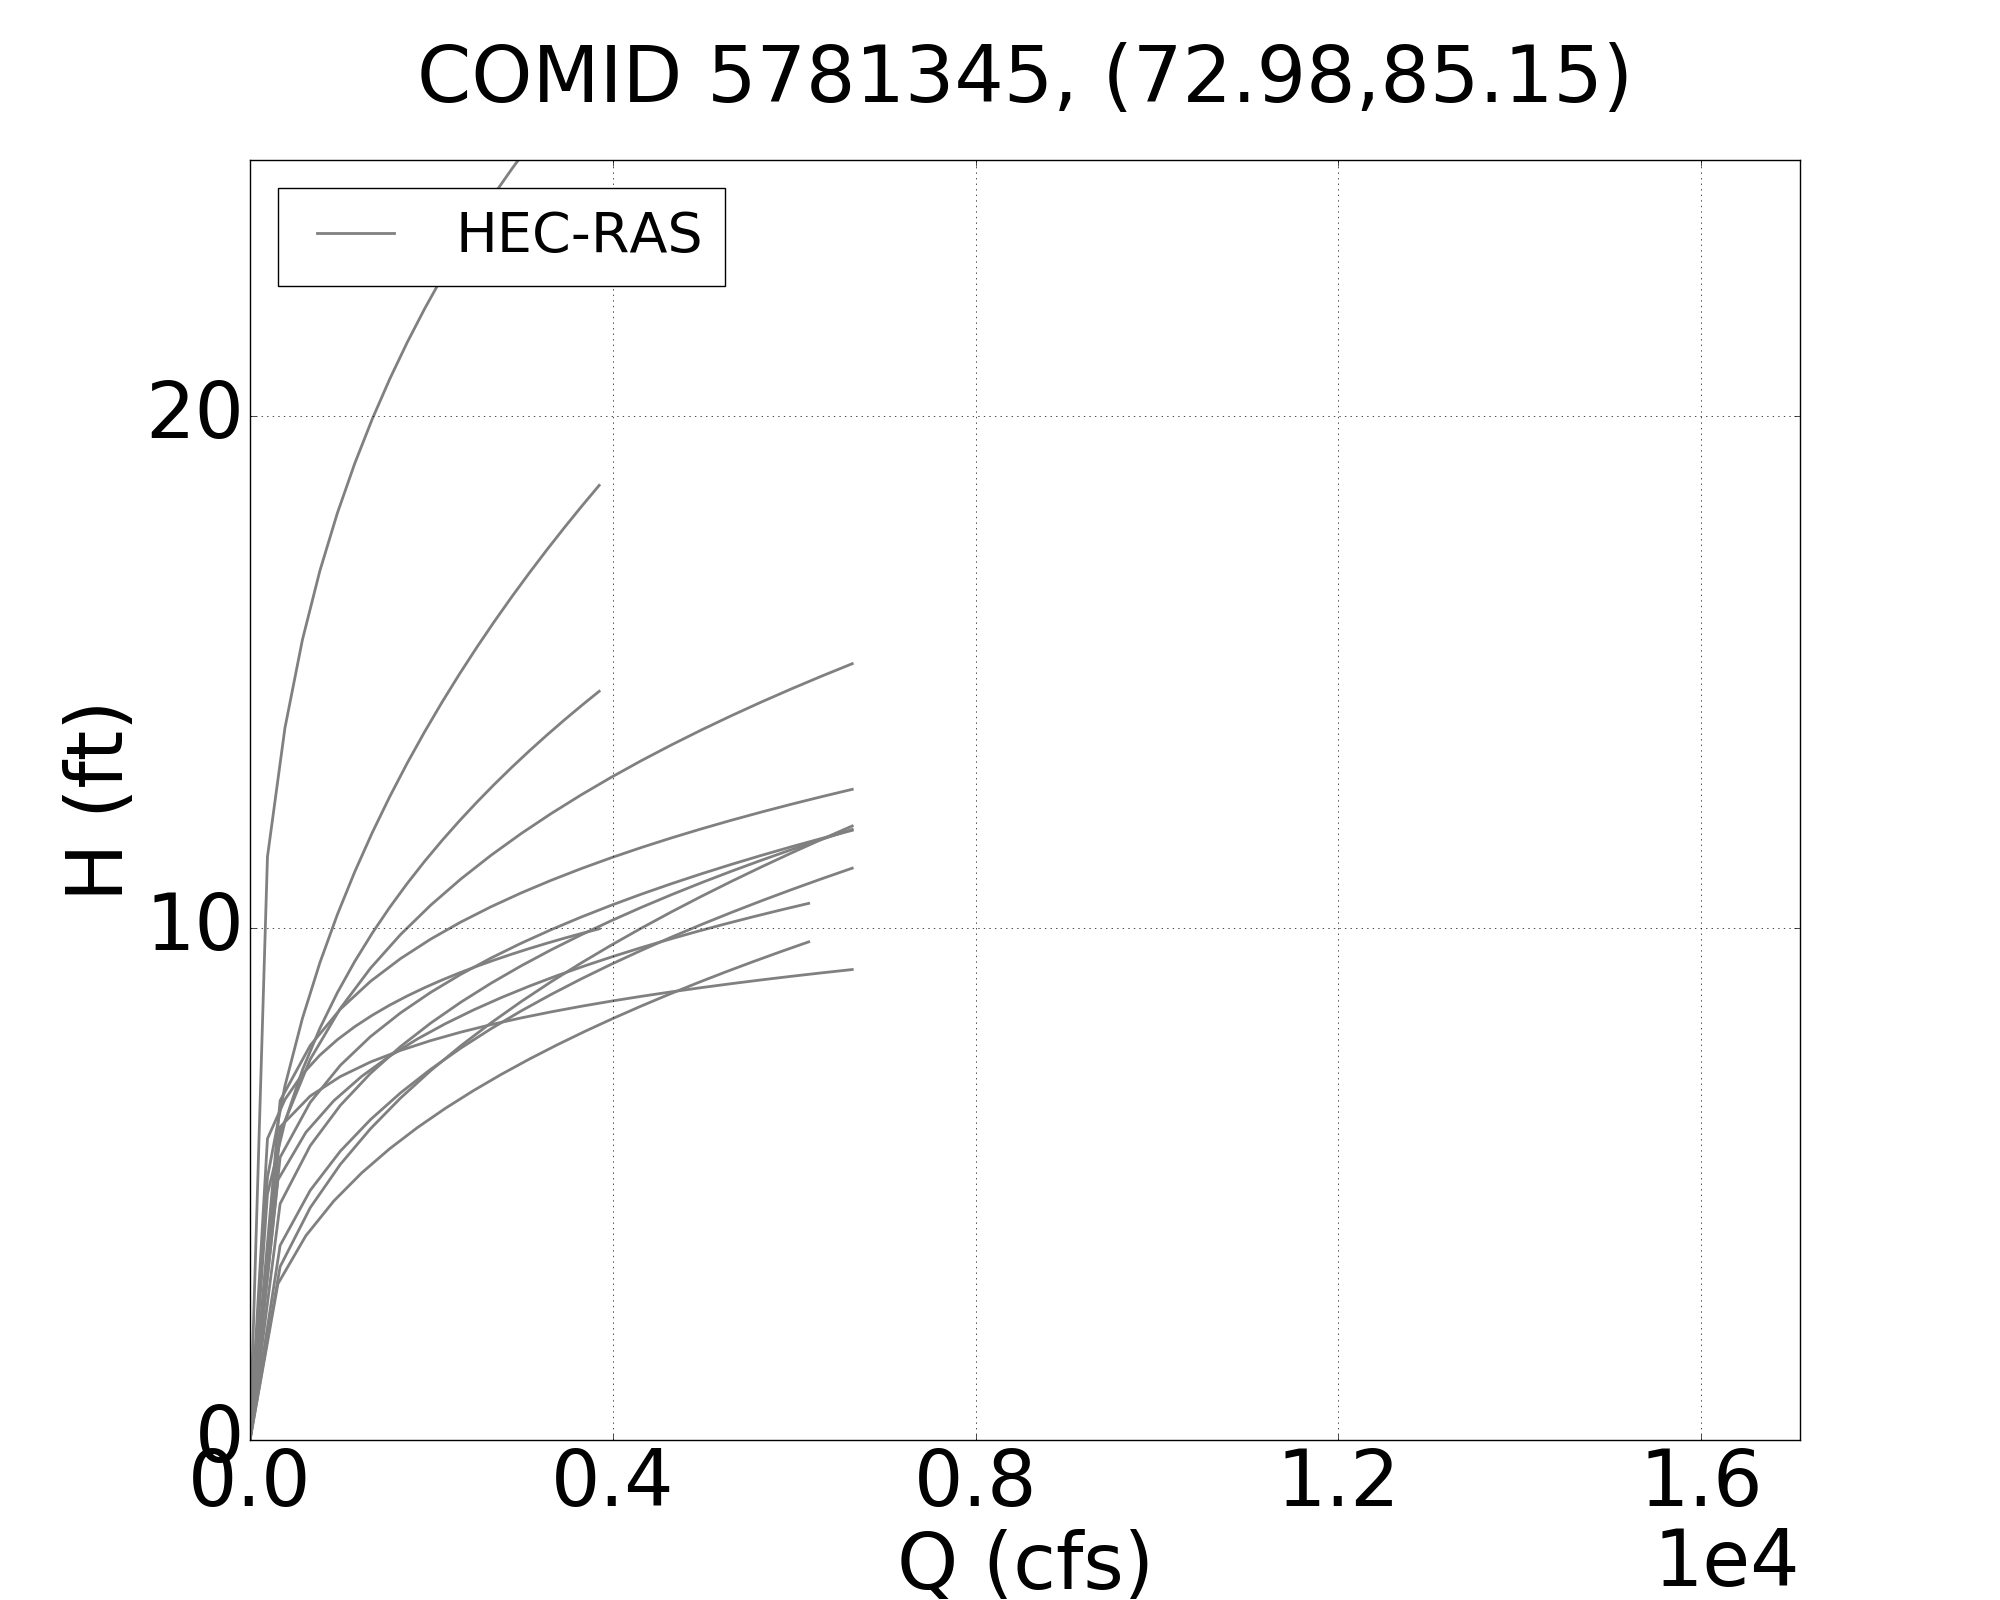 COMID 5781345, (72.98,85.15)
HEC-RAS
H (ft)
20
10
0
0.0 0.4 0.8 1.2 1.6
1e4
Q (cfs)